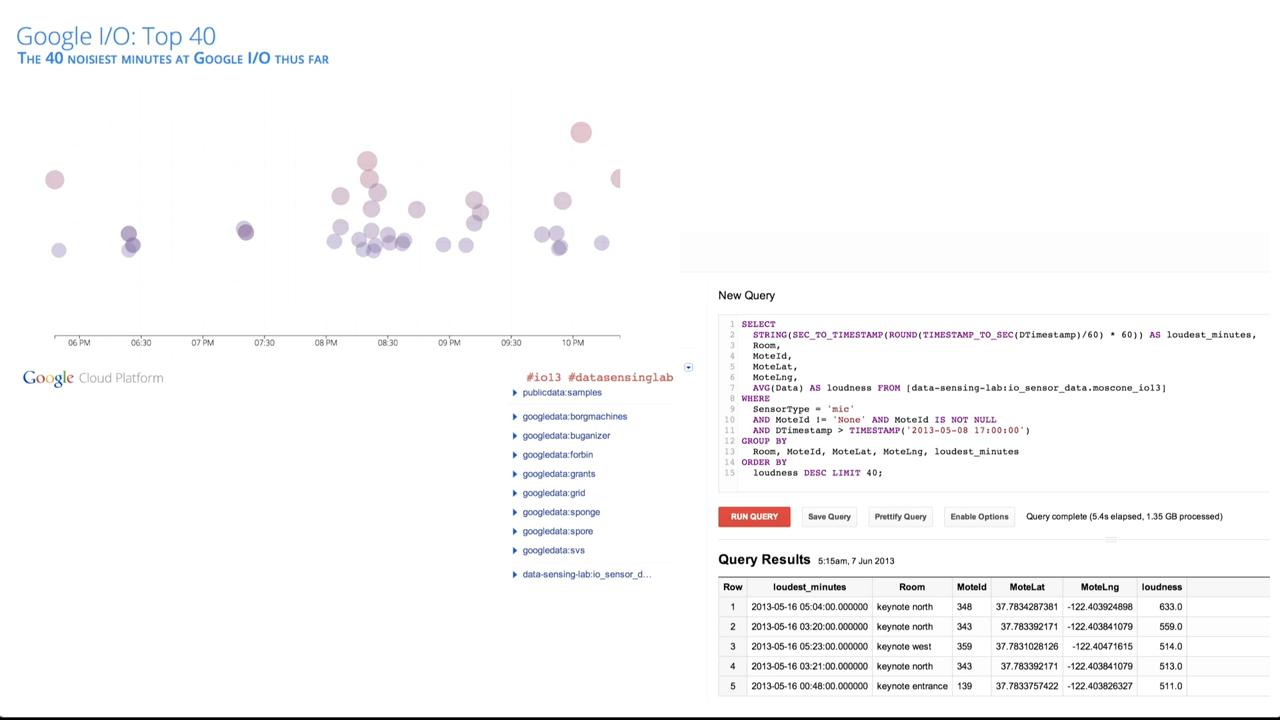 Google I/O: Top 40
THE 40 NOISIEST MINUTES AT GOOGLE I/O THUS FAR
06 PM 06:30 07 PM 07:30 08 PM 08:30 09 PM 09:30 10 PM
Google Cloud Platform
#io13 #datasensinglab
publicdata:samples
googledata:borgmachines
googledata:buganizer
googledata:forbin
googledata:grants
googledata:grid
googledata:sponge
googledata:spore
googledata:svs
data-sensing-lab:io_sensor_d...
New Query
1 SELECT
2 STRING(SEC_TO_TIMESTAMP(ROUND(TIMESTAMP_TO_SEC(DTimestamp)/60) * 60)) AS loudest_minutes,
3 Room,
4 MoteId,
5 MoteLat,
6 MoteLng,
7 AVG(Data) AS loudness FROM [data-sensing-lab:io_sensor_data.moscone_io13]
8 WHERE
9 SensorType = 'mic'
10 AND MoteId != 'None' AND MoteId IS NOT NULL
11 AND DTimestamp > TIMESTAMP('2013-05-08 17:00:00')
12 GROUP BY
13 Room, MoteId, MoteLat, MoteLng, loudest_minutes
14 ORDER BY
15 loudness DESC LIMIT 40;
RUN QUERY Save Query Prettify Query Enable Options Query complete (5.4s elapsed, 1.35 GB processed)
Query Results 5:15am, 7 Jun 2013
Row loudest_minutes Room MoteId MoteLat MoteLng loudness
1 2013-05-16 05:04:00.000000 keynote north 348 37.7834287381 -122.403924898 633.0
2 2013-05-16 03:20:00.000000 keynote north 343 37.783392171 -122.403841079 559.0
3 2013-05-16 05:23:00.000000 keynote west 359 37.7831028126 -122.40471615 514.0
4 2013-05-16 03:21:00.000000 keynote north 343 37.783392171 -122.403841079 513.0
5 2013-05-16 00:48:00.000000 keynote entrance 139 37.7833757422 -122.403826327 511.0